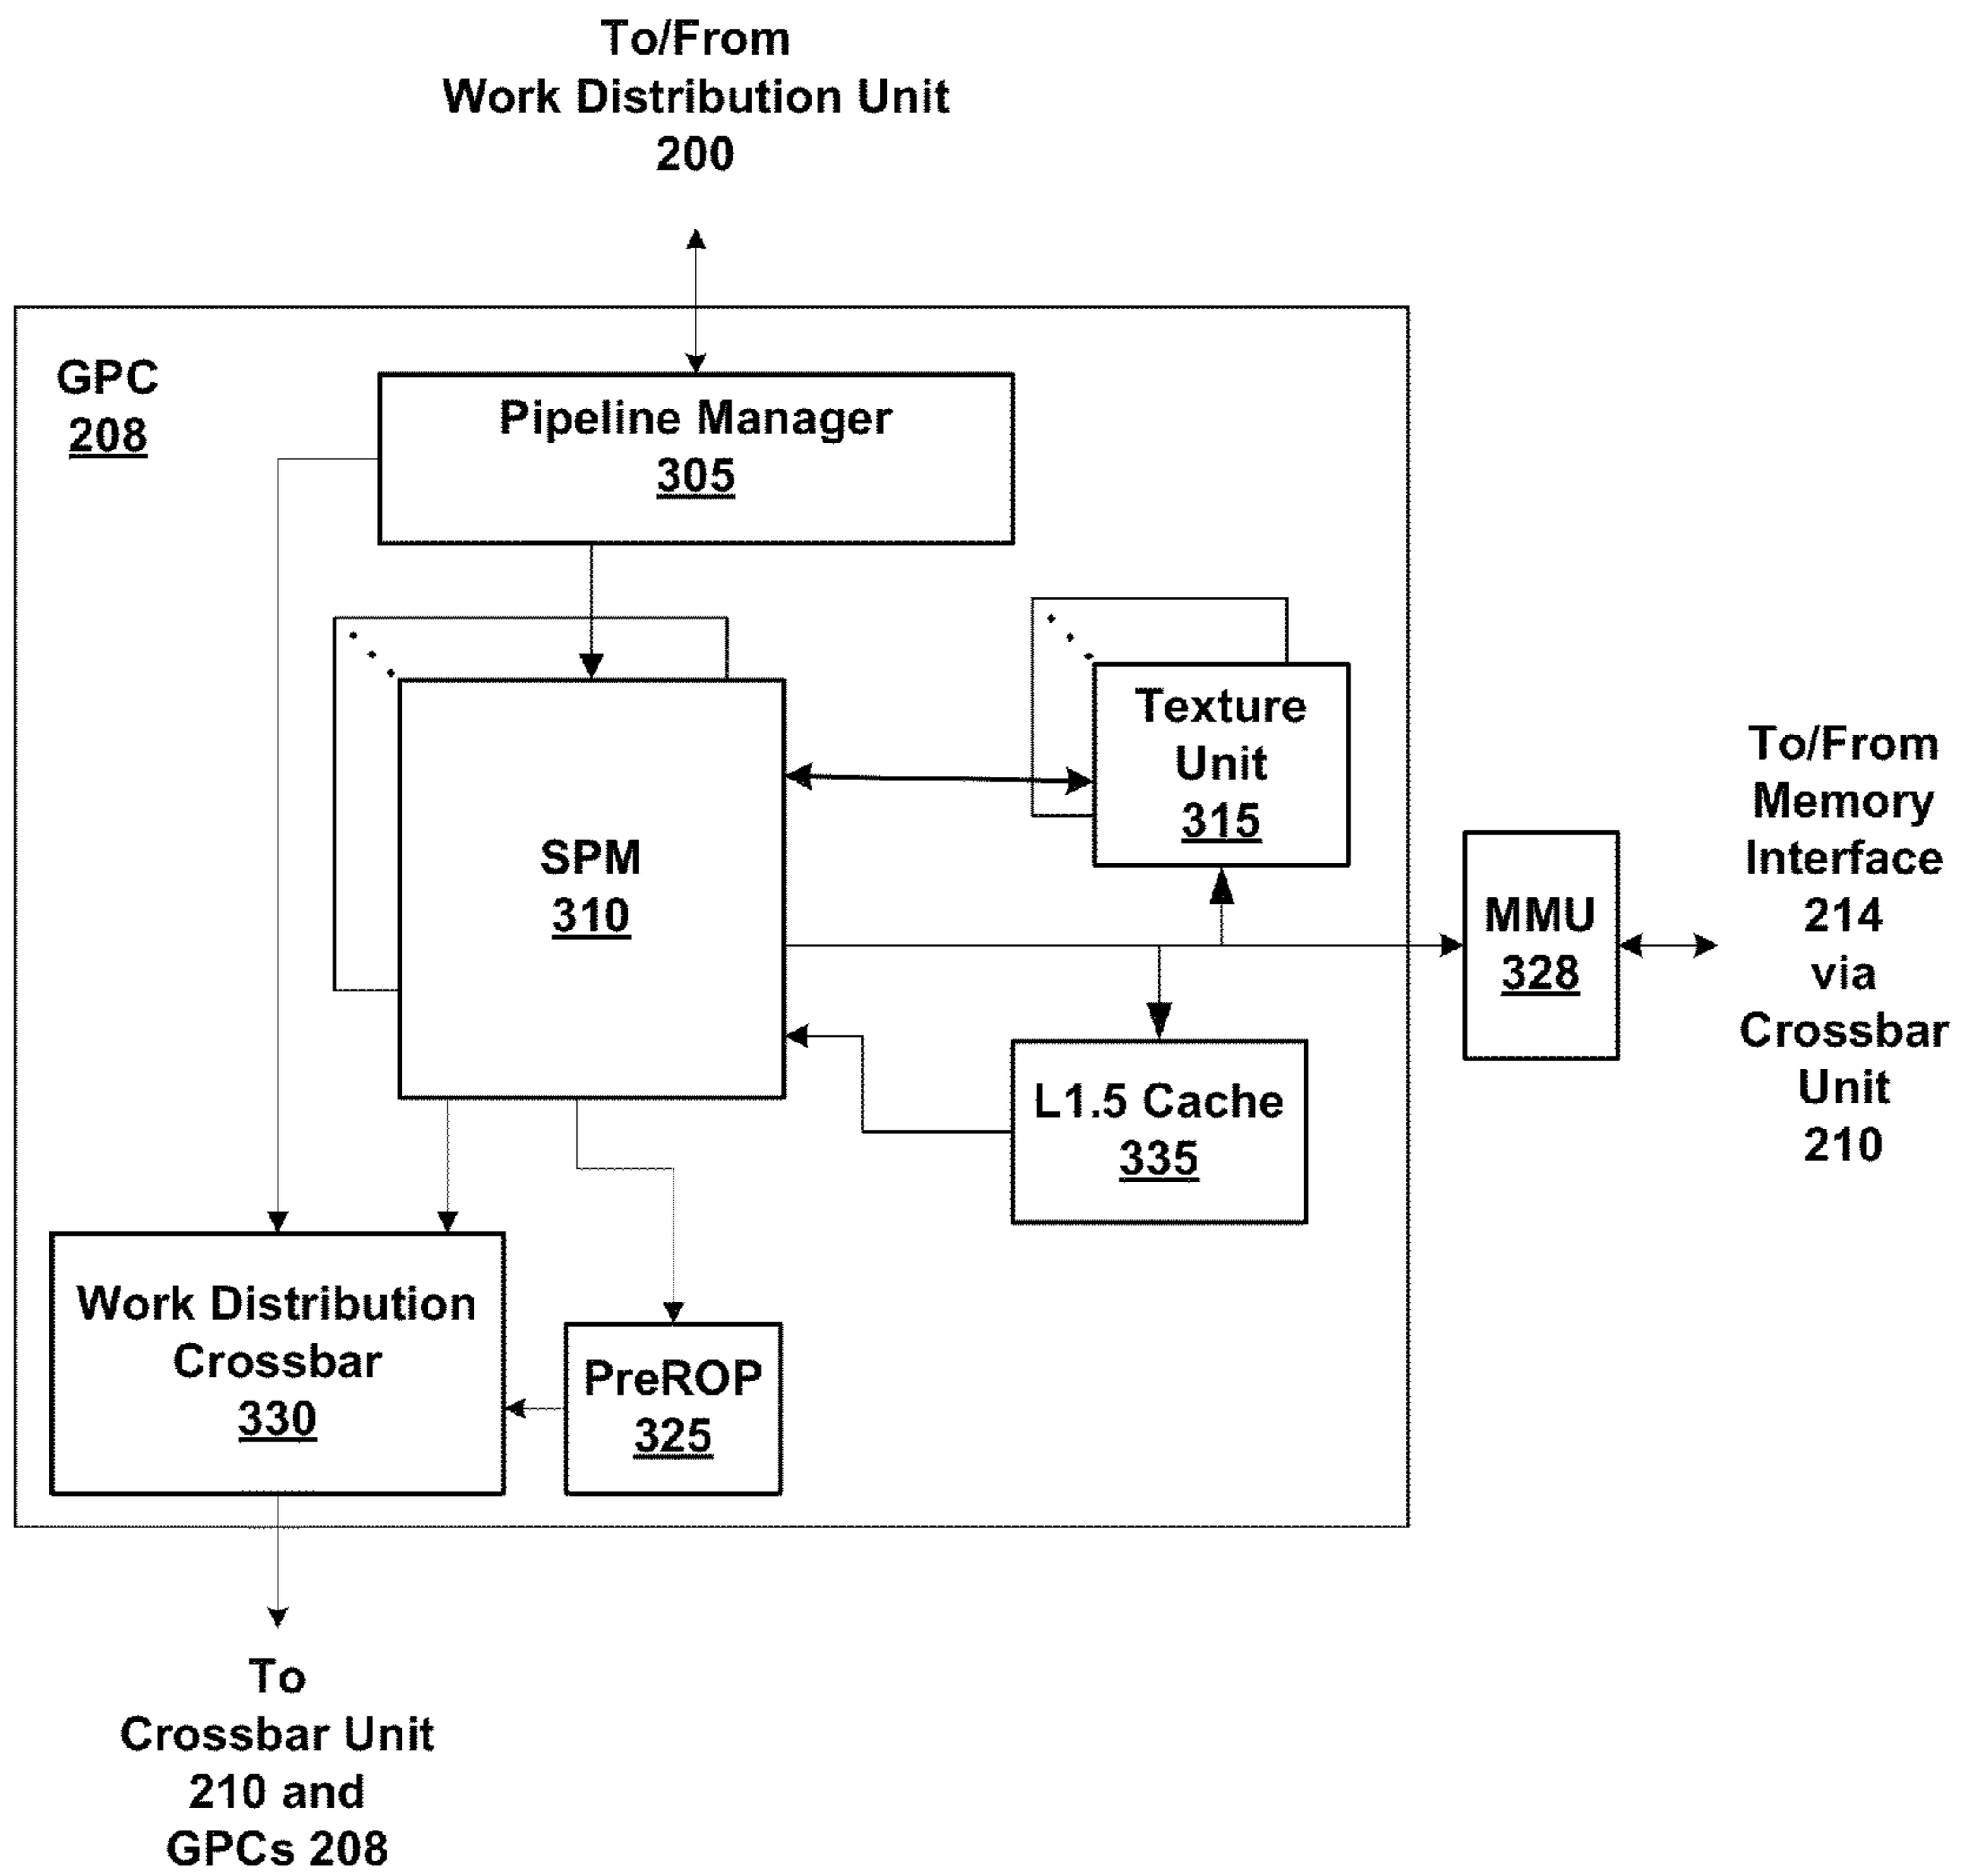 To/From
Work Distribution Unit
200
GPC
208
Pipeline Manager
305
Texture
Unit
315
SPM
310
To/From
Memory
Interface
214
via
Crossbar
Unit
210
MMU
328
L1.5 Cache
335
Work Distribution
Crossbar
330
PreROP
325
To
Crossbar Unit
210 and
GPCs 208